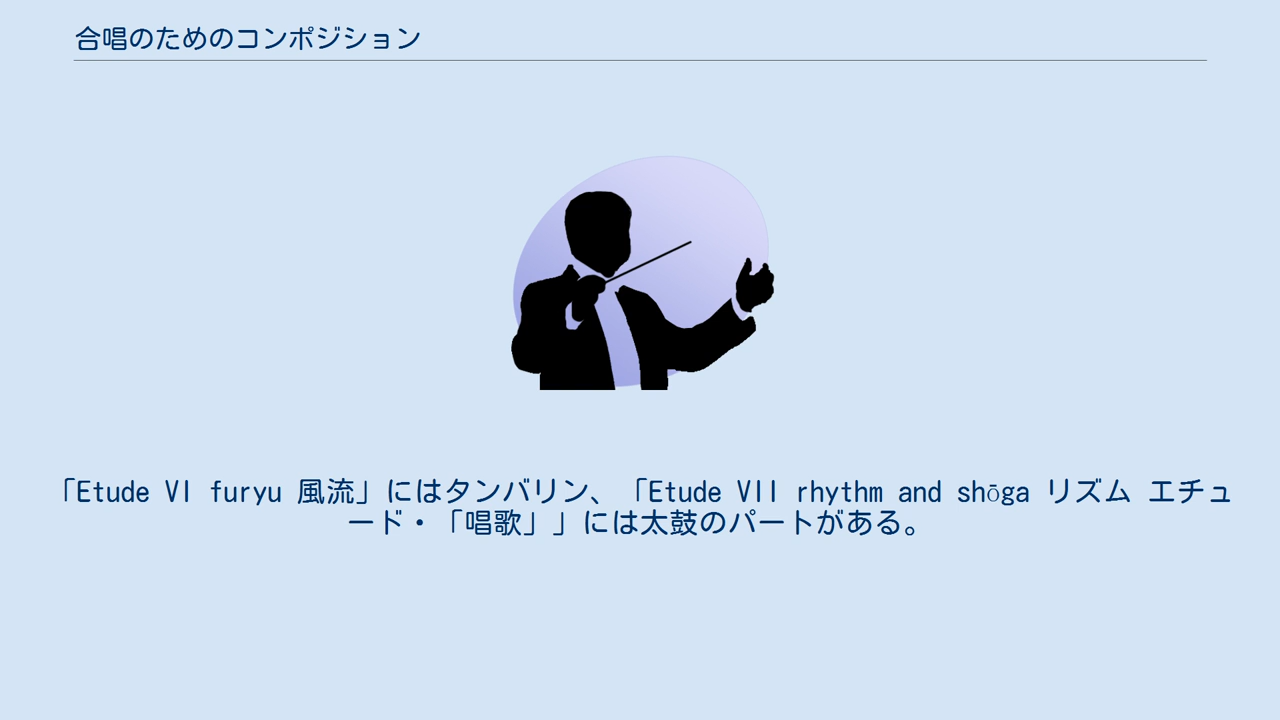 合唱のためのコンポジション
「Etude VI furyu 風流」にはタンバリン、「Etude VII rhythm and shōga リズム エチュ
ード・「唱歌」」には太鼓のパートがある。